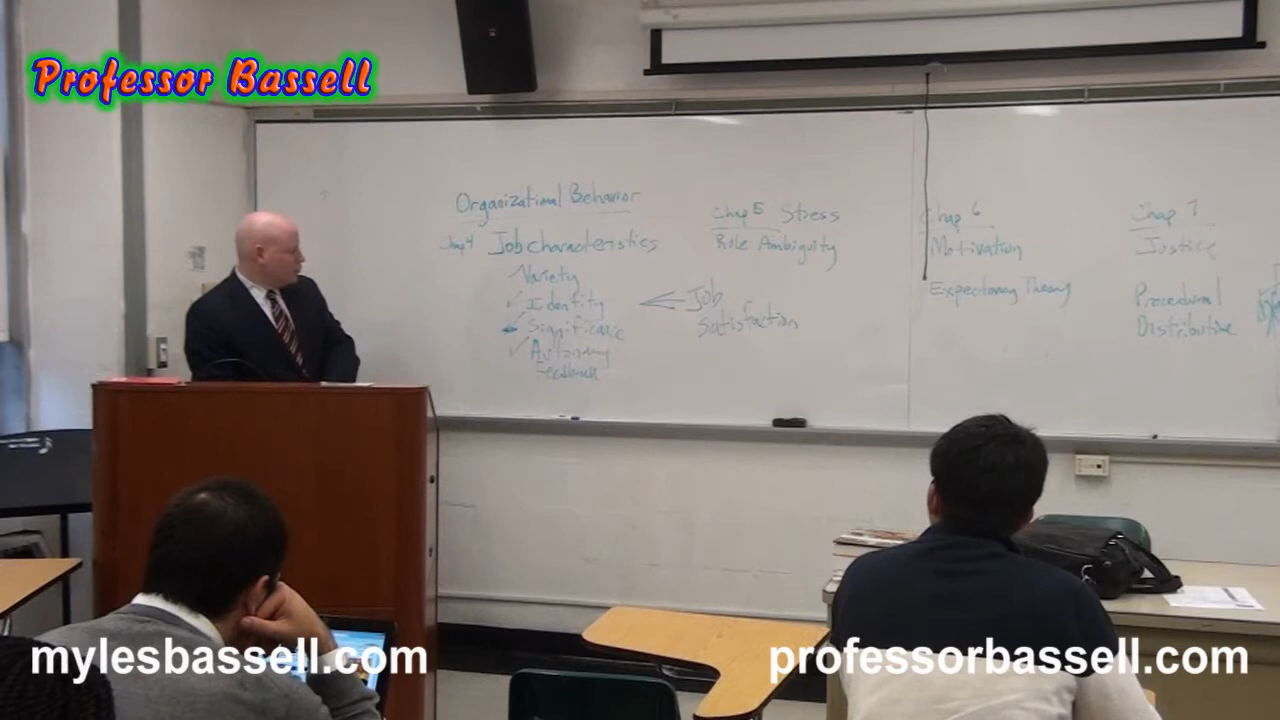 Professor Bassell
Organizational Behavior
Chap 4 Job characteristics
Variety
Identity
Significance
Autonomy
Feedback
Job
Satisfaction
Chap 5 Stress
Role Ambiguity
Chap 6
Motivation
Expectancy Theory
Chap 7
Justice
Procedural
Distributive
mylesbassell.com
professorbassell.com